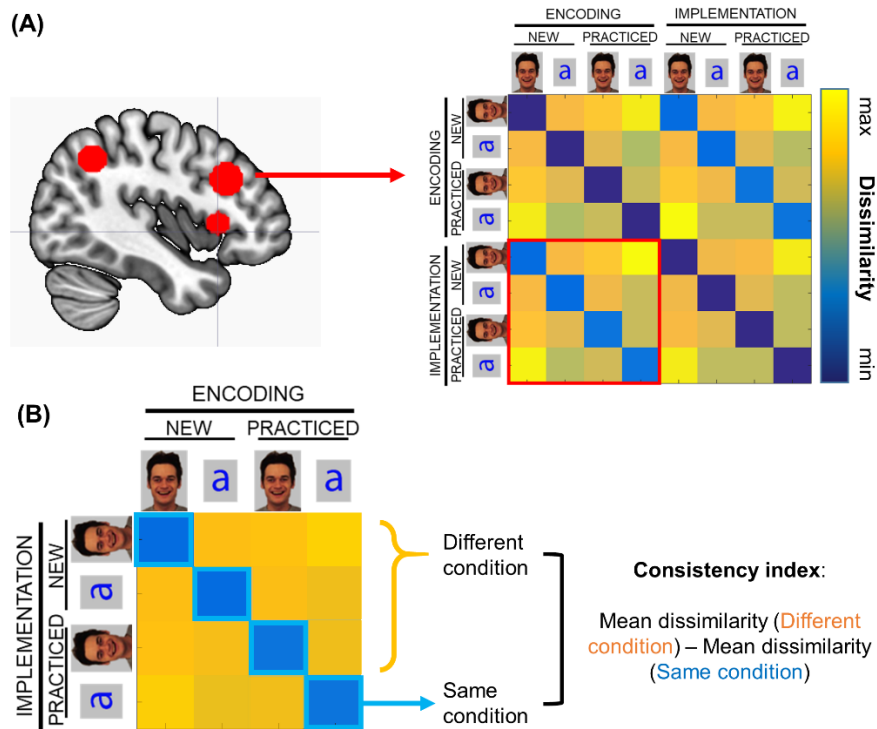 (A)
ENCODING IMPLEMENTATION
NEW PRACTICED NEW PRACTICED
a a a a
ENCODING
NEW
a
PRACTICED
a
IMPLEMENTATION
NEW
a
PRACTICED
a
max
Dissimilarity
min
(B)
ENCODING
NEW PRACTICED
a a
IMPLEMENTATION
NEW
a
PRACTICED
a
Different
condition
Same
condition
Consistency index:
Mean dissimilarity (Different
condition) – Mean dissimilarity
(Same condition)